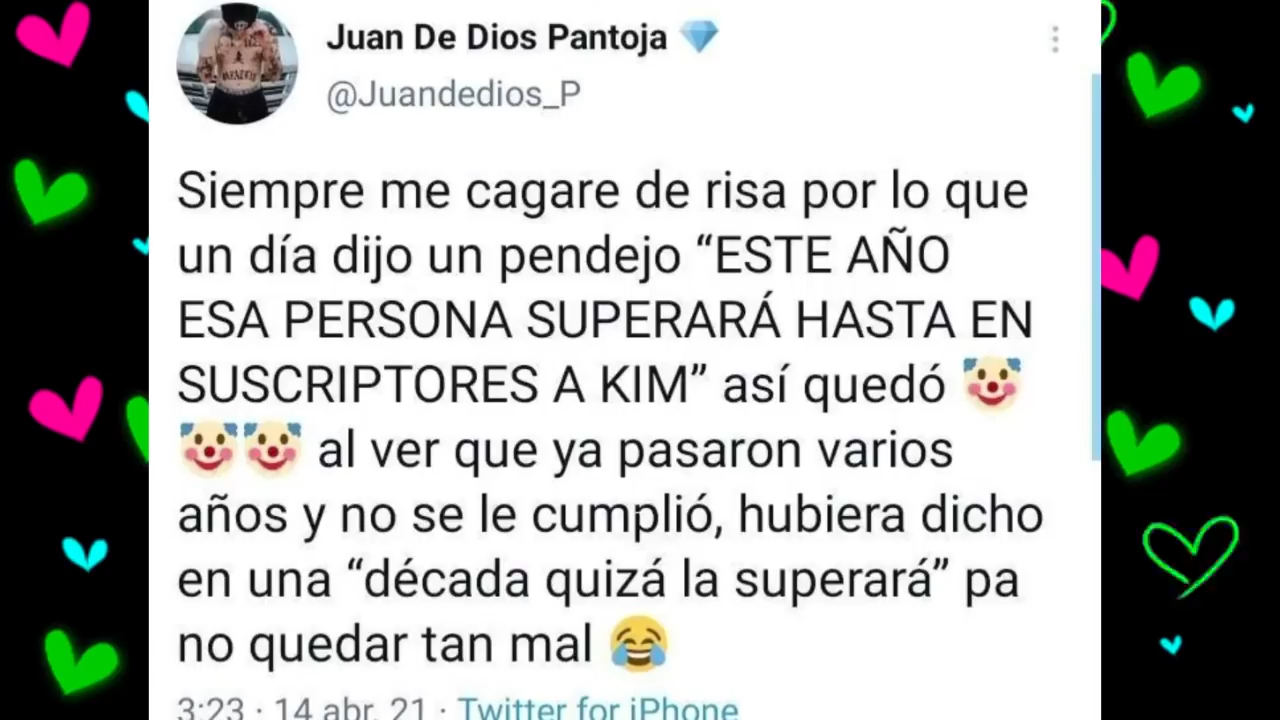 Juan De Dios Pantoja 💎
@Juandedios_P
Siempre me cagare de risa por lo que
un día dijo un pendejo “ESTE AÑO
ESA PERSONA SUPERARÁ HASTA EN
SUSCRIPTORES A KIM” así quedó 🤡
🤡🤡 al ver que ya pasaron varios
años y no se le cumplió, hubiera dicho
en una “década quizá la superará” pa
no quedar tan mal 😂
3:23 · 14 abr. 21 · Twitter for iPhone